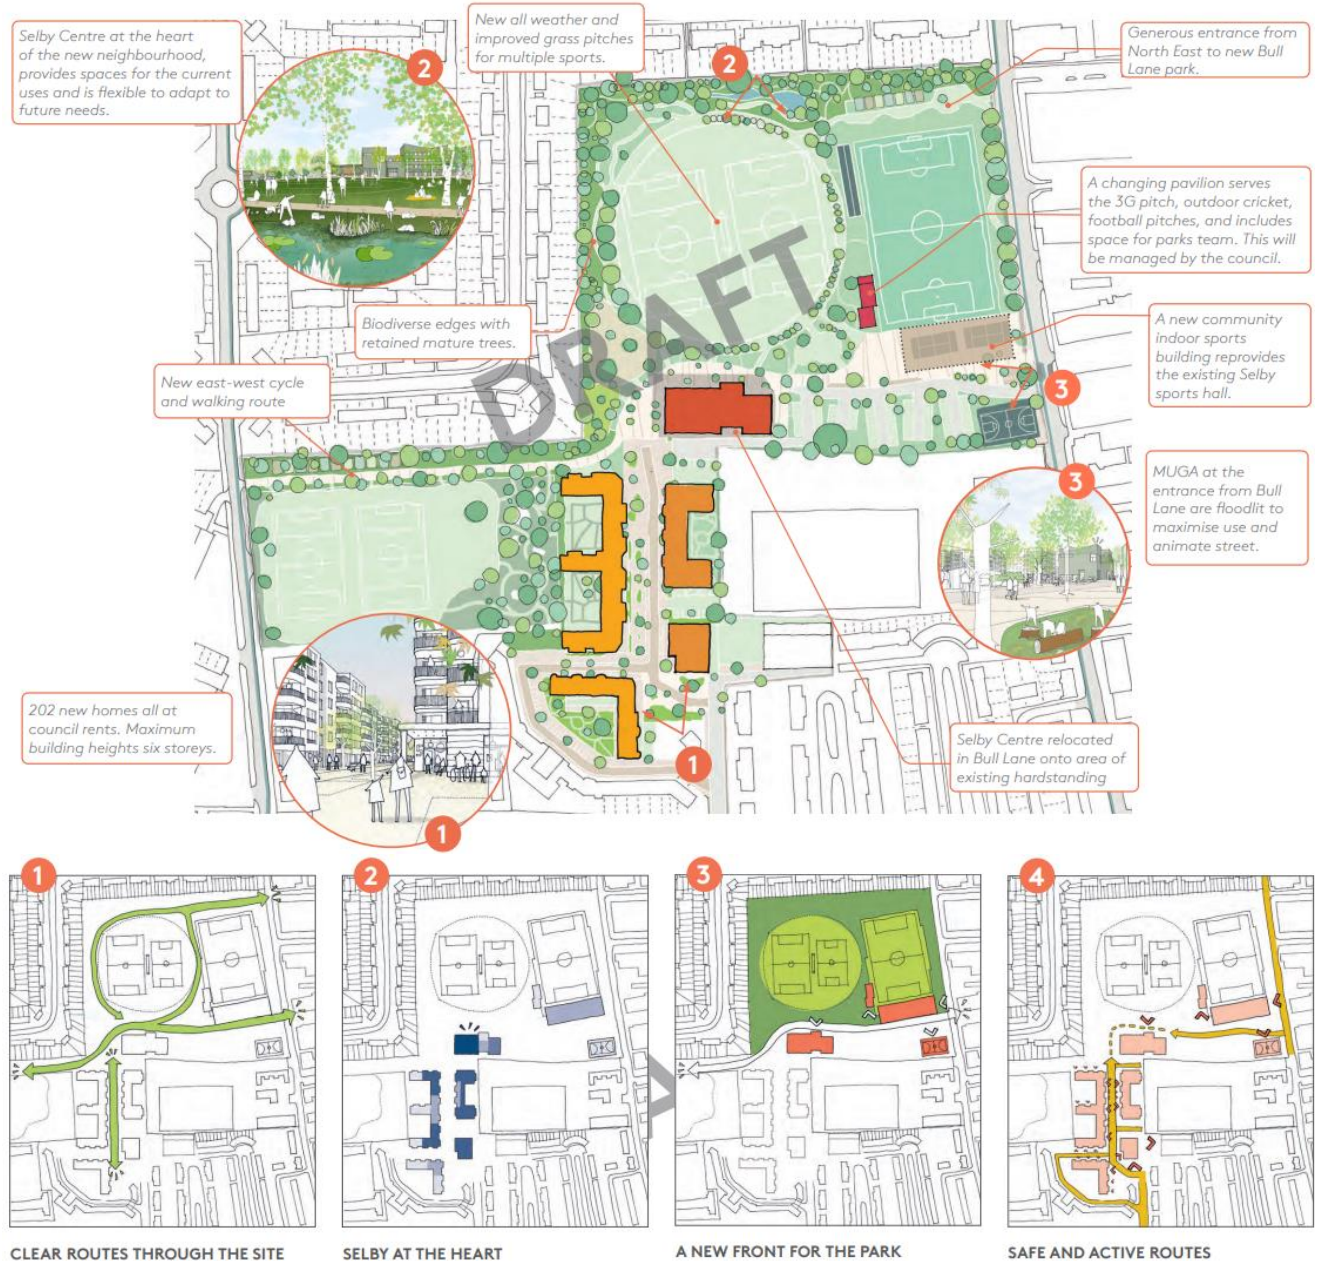 Selby Centre at the heart
of the new neighbourhood,
provides spaces for the current
uses and is flexible to adapt to
future needs.
2
New all weather and
improved grass pitches
for multiple sports.
2
Generous entrance from
North East to new Bull
Lane park.
A changing pavilion serves
the 3G pitch, outdoor cricket,
football pitches, and includes
space for parks team. This will
be managed by the council.
Biodiverse edges with
retained mature trees.
A new community
indoor sports
building reprovides
the existing Selby
sports hall.
New east-west cycle
and walking route
DRAFT
3
MUGA at the
entrance from Bull
Lane are floodlit to
maximise use and
animate street.
3
202 new homes all at
council rents. Maximum
building heights six storeys.
Selby Centre relocated
in Bull Lane onto area of
existing hardstanding
1
1
1
2
3
4
A
CLEAR ROUTES THROUGH THE SITE
SELBY AT THE HEART
A NEW FRONT FOR THE PARK
SAFE AND ACTIVE ROUTES